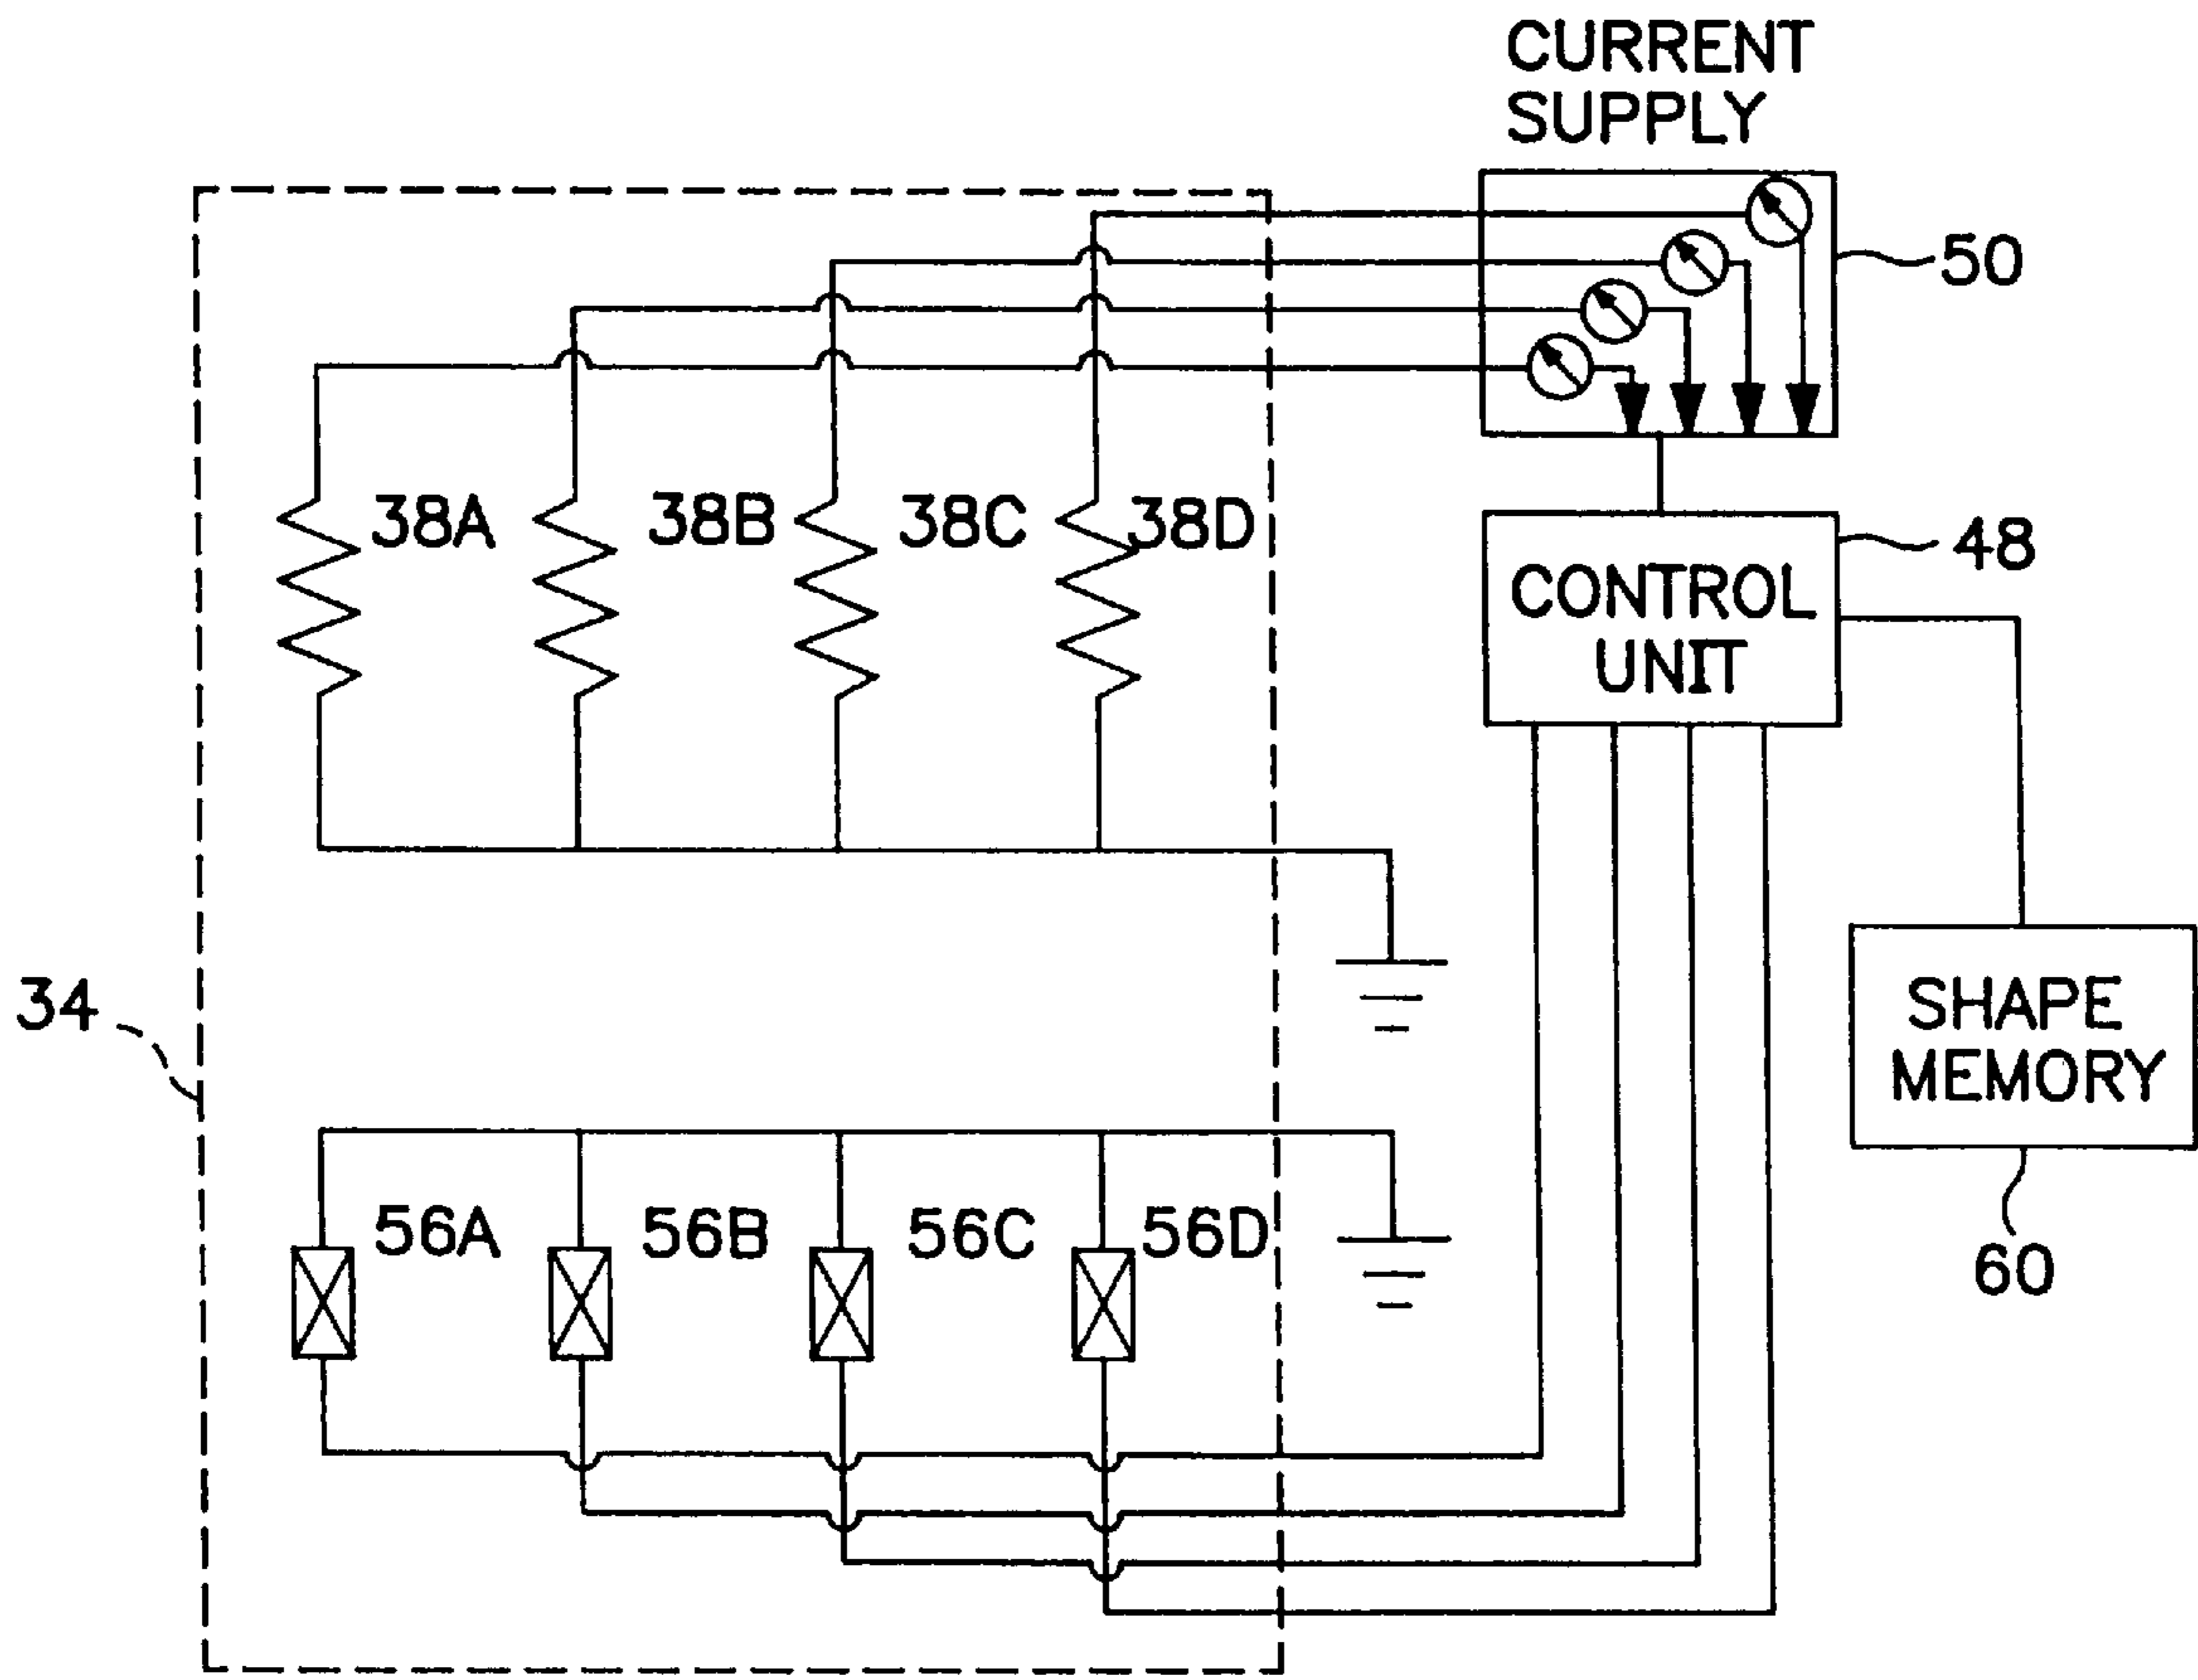 CURRENT
SUPPLY
50
38A
38B
38C
38D
48
CONTROL
UNIT
34
SHAPE
MEMORY
56A
56B
56C
56D
60